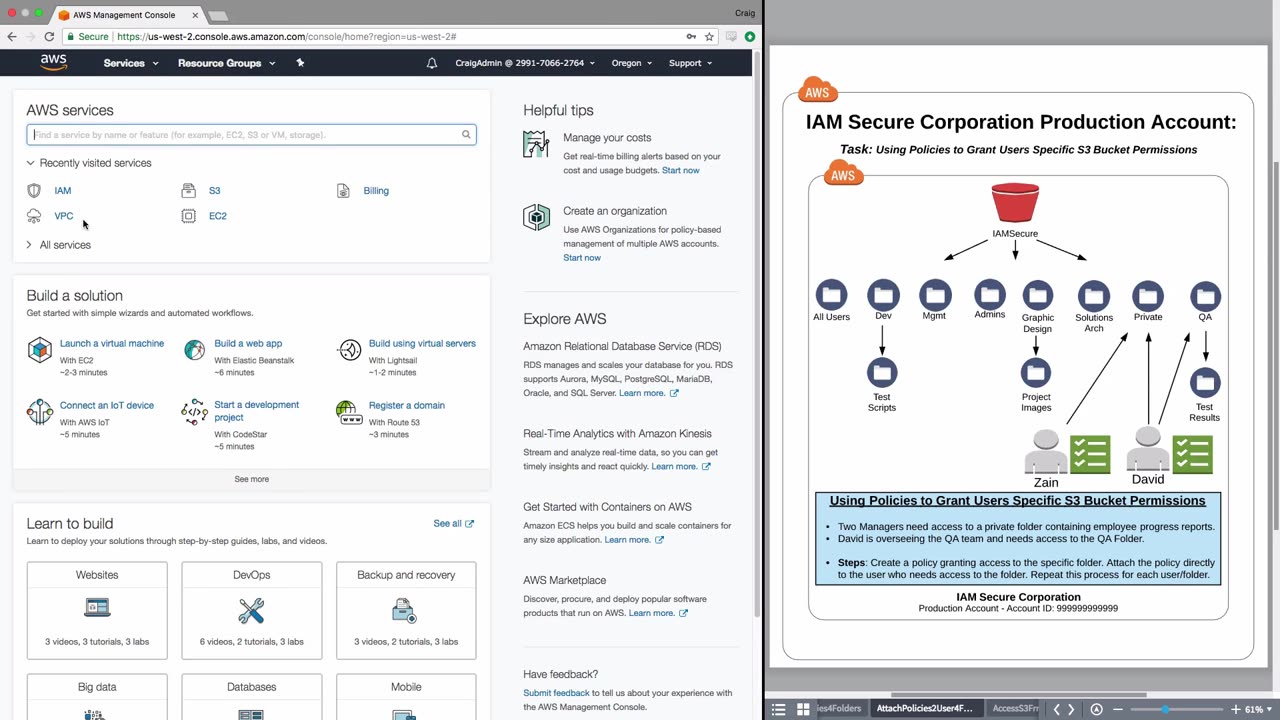 AWS Management Console
Craig
Secure
https://us-west-2.console.aws.amazon.com/console/home?region=us-west-2#
aws
Services
Resource Groups
CraigAdmin @ 2991-7066-2764
Oregon
Support
AWS services
Find a service by name or feature (for example, EC2, S3 or VM, storage).
Recently visited services
IAM
S3
Billing
VPC
EC2
All services
Build a solution
Get started with simple wizards and automated workflows.
Launch a virtual machine
With EC2
~2-3 minutes
Build a web app
With Elastic Beanstalk
~6 minutes
Build using virtual servers
With Lightsail
~1-2 minutes
Connect an IoT device
With AWS IoT
~5 minutes
Start a development
project
With CodeStar
~5 minutes
Register a domain
With Route 53
~3 minutes
See more
Learn to build
See all
Learn to deploy your solutions through step-by-step guides, labs, and videos.
Websites
3 videos, 3 tutorials, 3 labs
DevOps
6 videos, 2 tutorials, 3 labs
Backup and recovery
3 videos, 2 tutorials, 3 labs
Big data
Databases
Mobile
Helpful tips
Manage your costs
Get real-time billing alerts based on your
cost and usage budgets. Start now
Create an organization
Use AWS Organizations for policy-based
management of multiple AWS accounts.
Start now
Explore AWS
Amazon Relational Database Service (RDS)
RDS manages and scales your database for you. RDS
supports Aurora, MySQL, PostgreSQL, MariaDB,
Oracle, and SQL Server. Learn more.
Real-Time Analytics with Amazon Kinesis
Stream and analyze real-time data, so you can get
timely insights and react quickly. Learn more.
Get Started with Containers on AWS
Amazon ECS helps you build and scale containers for
any size application. Learn more.
AWS Marketplace
Discover, procure, and deploy popular software
products that run on AWS. Learn more.
Have feedback?
Submit feedback to tell us about your experience with
the AWS Management Console.
AWS
IAM Secure Corporation Production Account:
Task: Using Policies to Grant Users Specific S3 Bucket Permissions
AWS
IAMSecure
All Users
Dev
Mgmt
Admins
Graphic
Design
Solutions
Arch
Private
QA
Test
Scripts
Project
Images
Test
Results
Zain
David
Using Policies to Grant Users Specific S3 Bucket Permissions
• Two Managers need access to a private folder containing employee progress reports.
• David is overseeing the QA team and needs access to the QA Folder.
• Steps: Create a policy granting access to the specific folder. Attach the policy directly
to the user who needs access to the folder. Repeat this process for each user/folder.
IAM Secure Corporation
Production Account - Account ID: 999999999999
ies4Folders
AttachPolicies2User4F...
AccessS3Fr
61%